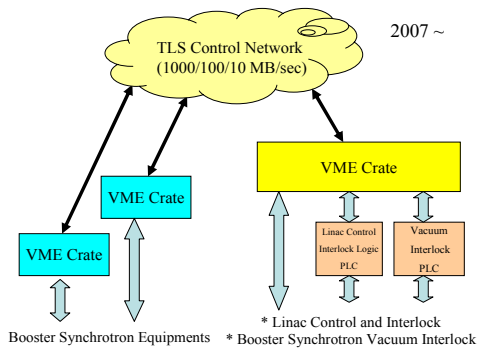 TLS Control Network
(1000/100/10 MB/sec)
2007 ~
VME Crate
VME Crate
VME Crate
Linac Control
Interlock Logic
PLC
Vacuum
Interlock
PLC
Booster Synchrotron Equipments
* Linac Control and Interlock
* Booster Synchrotron Vacuum Interlock